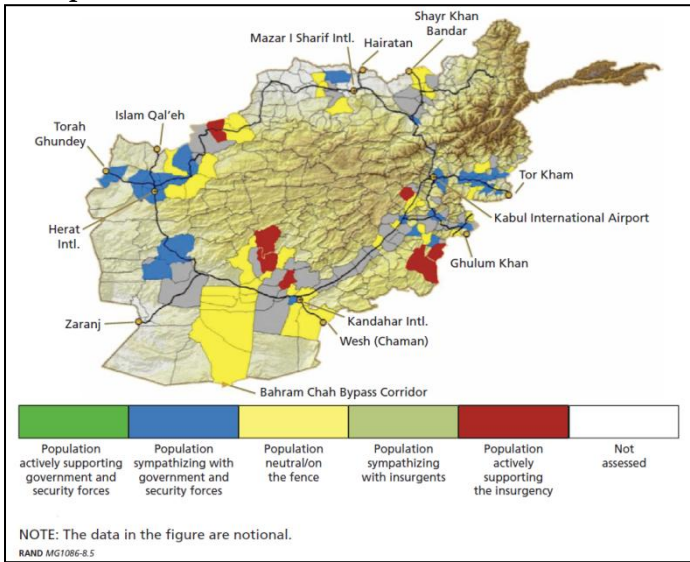 Shayr Khan
Bandar
Mazar I Sharif Intl.
Hairatan
Islam Qal'eh
Torah
Ghundey
Tor Kham
Herat
Intl.
Kabul International Airport
Ghulum Khan
Zaranj
Kandahar Intl.
Wesh (Chaman)
Bahram Chah Bypass Corridor
Population
actively supporting
government and
security forces
Population
sympathizing with
government and
security forces
Population
neutral/on
the fence
Population
sympathizing
with insurgents
Population
actively
supporting
the insurgency
Not
assessed
NOTE: The data in the figure are notional.
RAND MG1086-8.5